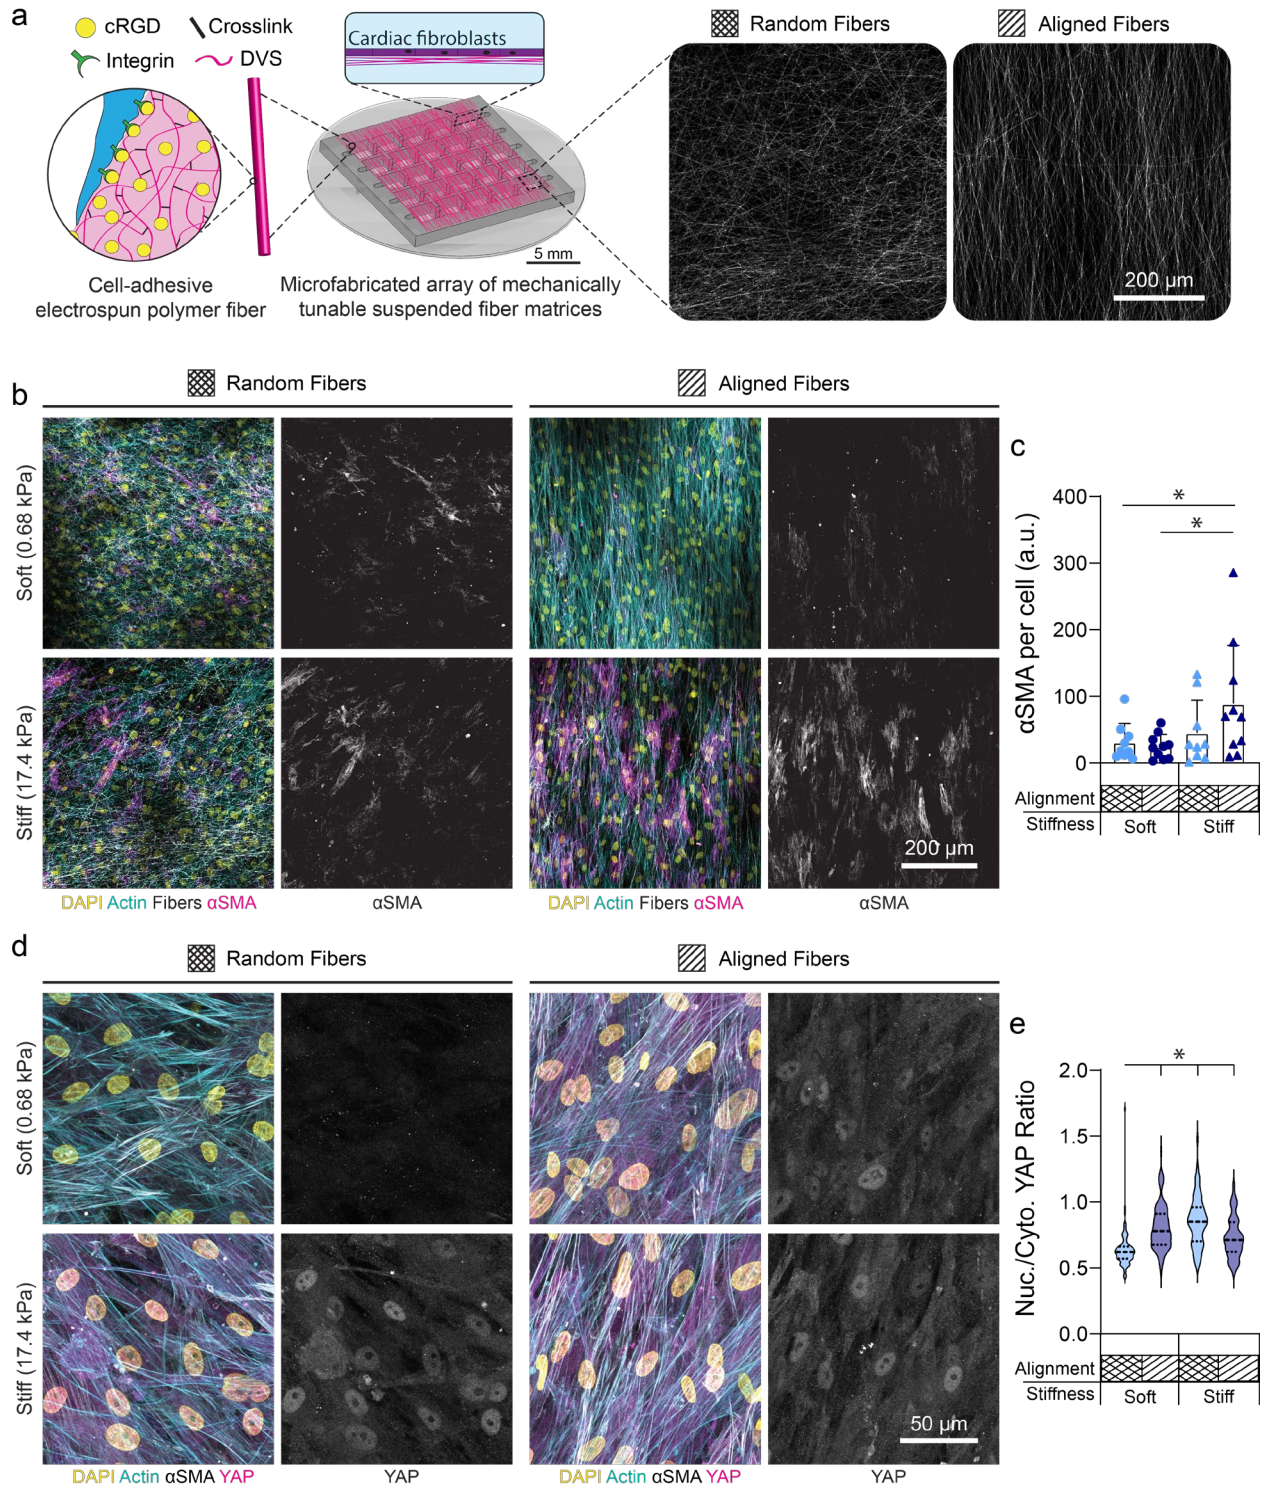 a
cRGD
Crosslink
Integrin
DVS
Cardiac fibroblasts
Random Fibers
Aligned Fibers
5 mm
200 µm
Cell-adhesive
electrospun polymer fiber
Microfabricated array of mechanically
tunable suspended fiber matrices
b
Random Fibers
Aligned Fibers
Soft (0.68 kPa)
Stiff (17.4 kPa)
200 µm
DAPI Actin Fibers αSMA
αSMA
DAPI Actin Fibers αSMA
αSMA
c
αSMA per cell (a.u.)
400
300
200
100
0
*
*
Alignment
Stiffness
Soft
Stiff
d
Random Fibers
Aligned Fibers
Soft (0.68 kPa)
Stiff (17.4 kPa)
50 µm
DAPI Actin αSMA YAP
YAP
DAPI Actin αSMA YAP
YAP
e
Nuc./Cyto. YAP Ratio
2.0
1.5
1.0
0.5
0.0
*
Alignment
Stiffness
Soft
Stiff